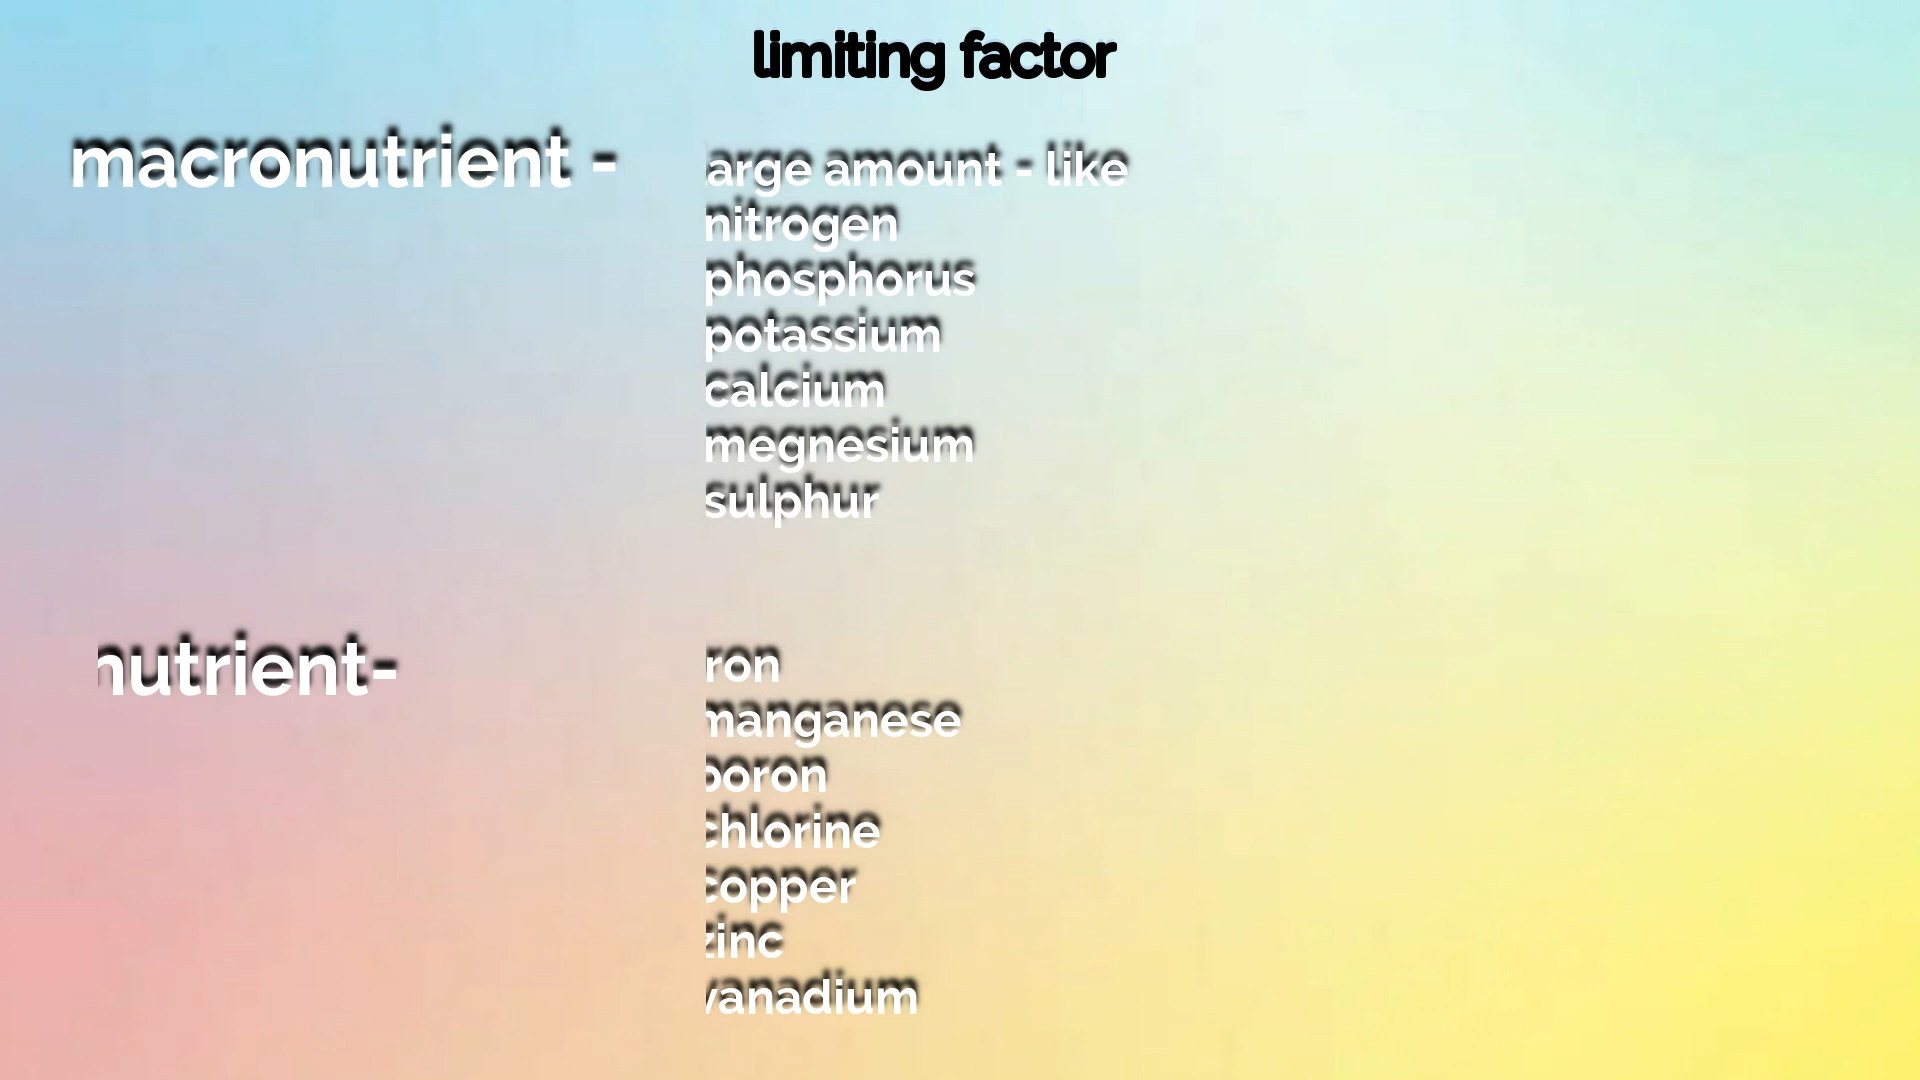 limiting factor
macronutrient -
arge amount - like
nitrogen
phosphorus
potassium
calcium
megnesium
sulphur
nutrient-
ron
manganese
boron
chlorine
copper
zinc
vanadium